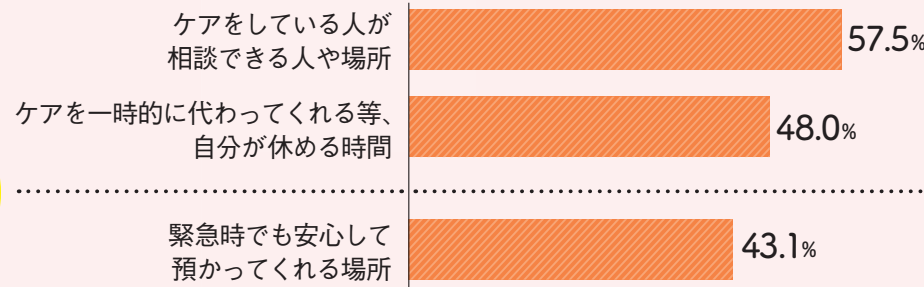 ケアをしている人が
相談できる人や場所
57.5%
ケアを一時的に代わってくれる等、
自分が休める時間
48.0%
緊急時でも安心して
預かってくれる場所
43.1%